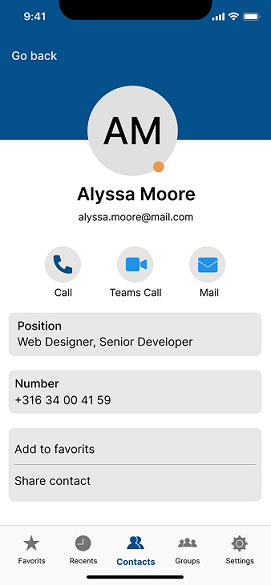 9:41
Go back
AM
Alyssa Moore
alyssa.moore@mail.com
Call Teams Call Mail
Position
Web Designer, Senior Developer
Number
+316 34 00 41 59
Add to favorits
Share contact
Favorits Recents Contacts Groups Settings